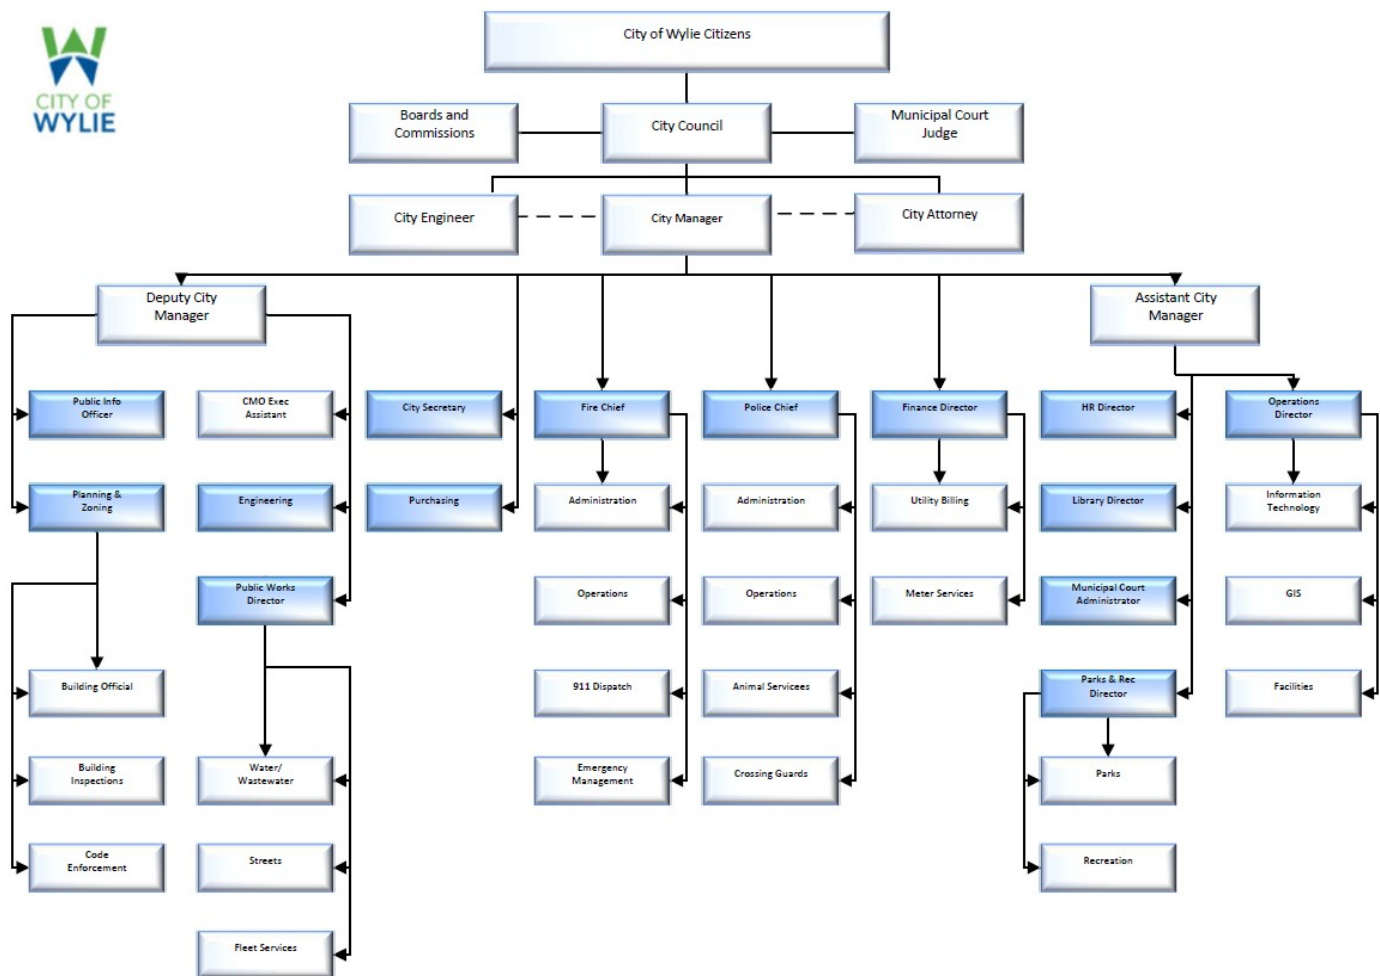 CITY OF
WYLIE
City of Wylie Citizens
Boards and
Commissions
City Council
Municipal Court
Judge
City Engineer
City Manager
City Attorney
Deputy City
Manager
Assistant City
Manager
Public Info
Officer
CMO Exec
Assistant
City Secretary
Fire Chief
Police Chief
Finance Director
HR Director
Operations
Director
Planning &
Zoning
Engineering
Purchasing
Administration
Administration
Utility Billing
Library Director
Information
Technology
Public Works
Director
Operations
Operations
Meter Services
Municipal Court
Administrator
GIS
Building Official
911 Dispatch
Animal Servicees
Parks & Rec
Director
Facilities
Building
Inspections
Water/
Wastewater
Emergency
Management
Crossing Guards
Parks
Code
Enforcement
Streets
Recreation
Fleet Services